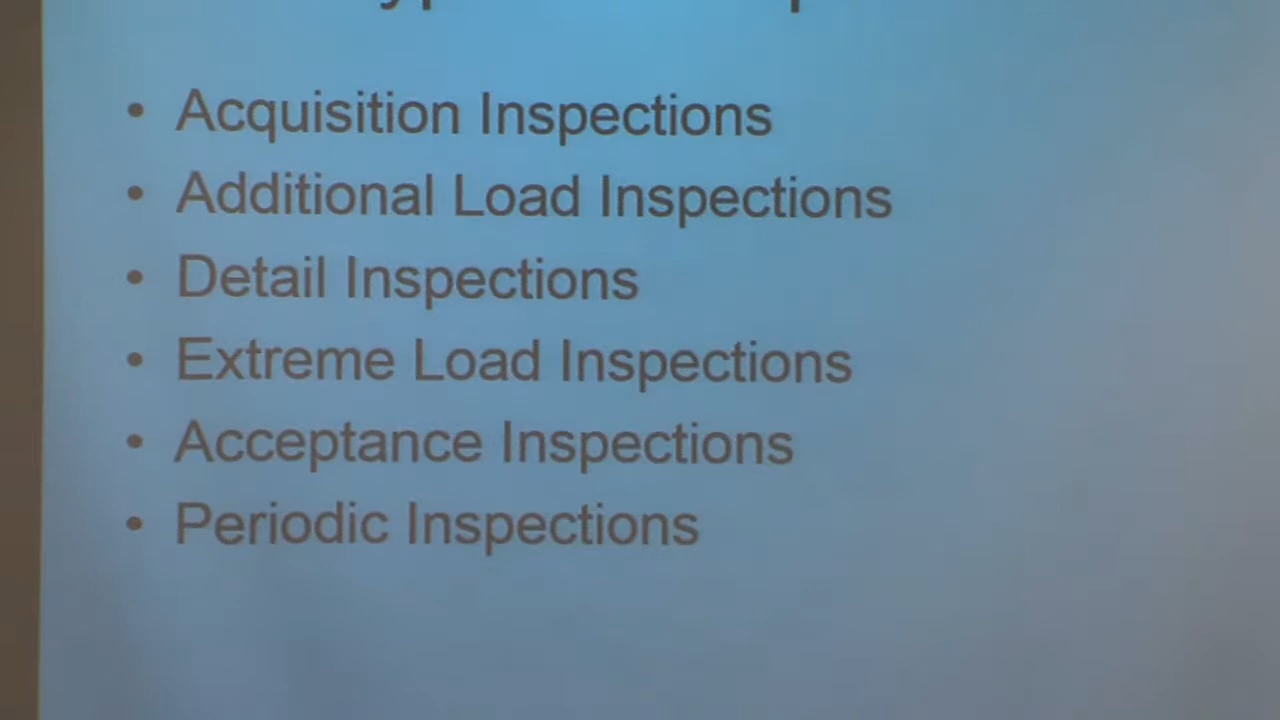 • Acquisition Inspections
• Additional Load Inspections
• Detail Inspections
• Extreme Load Inspections
• Acceptance Inspections
• Periodic Inspections